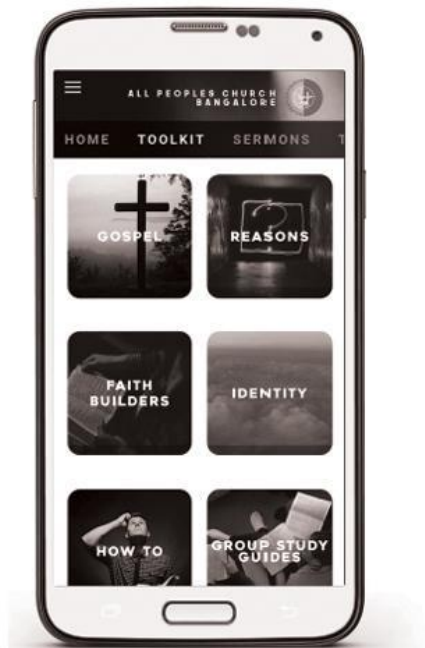 ALL PEOPLES CHURCH
BANGALORE
HOME TOOLKIT SERMONS T
GOSPEL REASONS
FAITH
BUILDERS
IDENTITY
HOW TO
GROUP STUDY
GUIDES